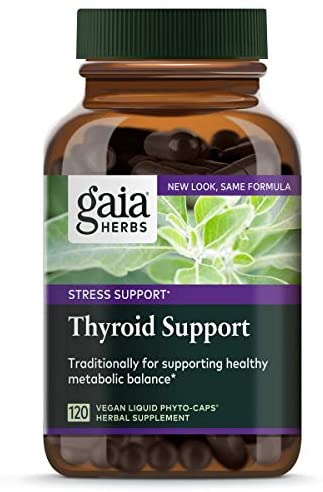 NEW LOOK, SAME FORMULA
gaia
HERBS
STRESS SUPPORT*
Thyroid Support
Traditionally for supporting healthy
metabolic balance*
120 VEGAN LIQUID PHYTO-CAPS®
HERBAL SUPPLEMENT